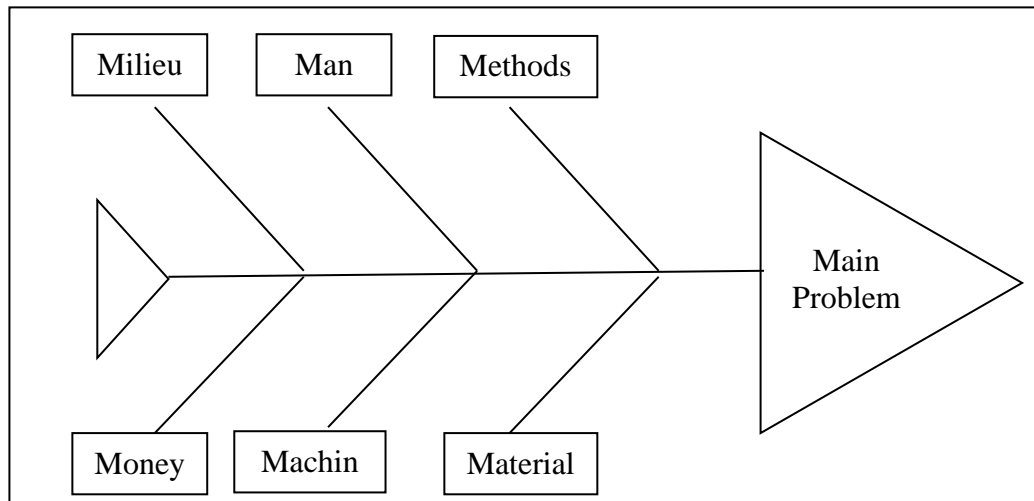 Milieu
Man
Methods
Main
Problem
Money
Machin
Material